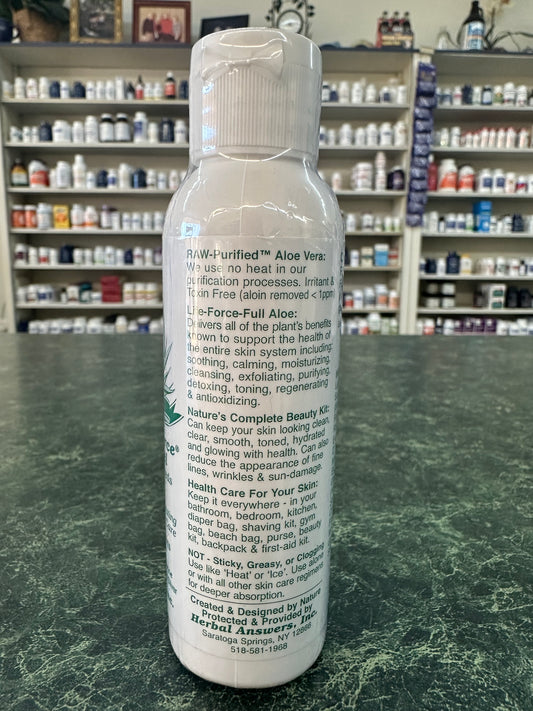 RAW-Purified™ Aloe Vera:
We use no heat in our
purification processes. Irritant &
Toxin Free (aloin removed < 1ppm)
Life-Force-Full Aloe:
Delivers all of the plant's benefits
known to support the health of
the entire skin system including:
soothing, calming, moisturizing,
cleansing, exfoliating, purifying,
detoxing, toning, regenerating
& antioxidizing.
Nature's Complete Beauty Kit:
Can keep your skin looking clean,
clear, smooth, toned, hydrated
and glowing with health. Can also
reduce the appearance of fine
lines, wrinkles & sun-damage.
Health Care For Your Skin:
Keep it everywhere - in your
bathroom, bedroom, kitchen,
diaper bag, shaving kit, gym
bag, beach bag, purse, beauty
kit, backpack & first-aid kit.
NOT - Sticky, Greasy, or Clogging
Use like 'Heat' or 'Ice'. Use alone
or with all other skin care regimens
for deeper absorption.
Created & Designed by Nature
Protected & Provided by
Herbal Answers, Inc.
Saratoga Springs, NY 12866
518-581-1968